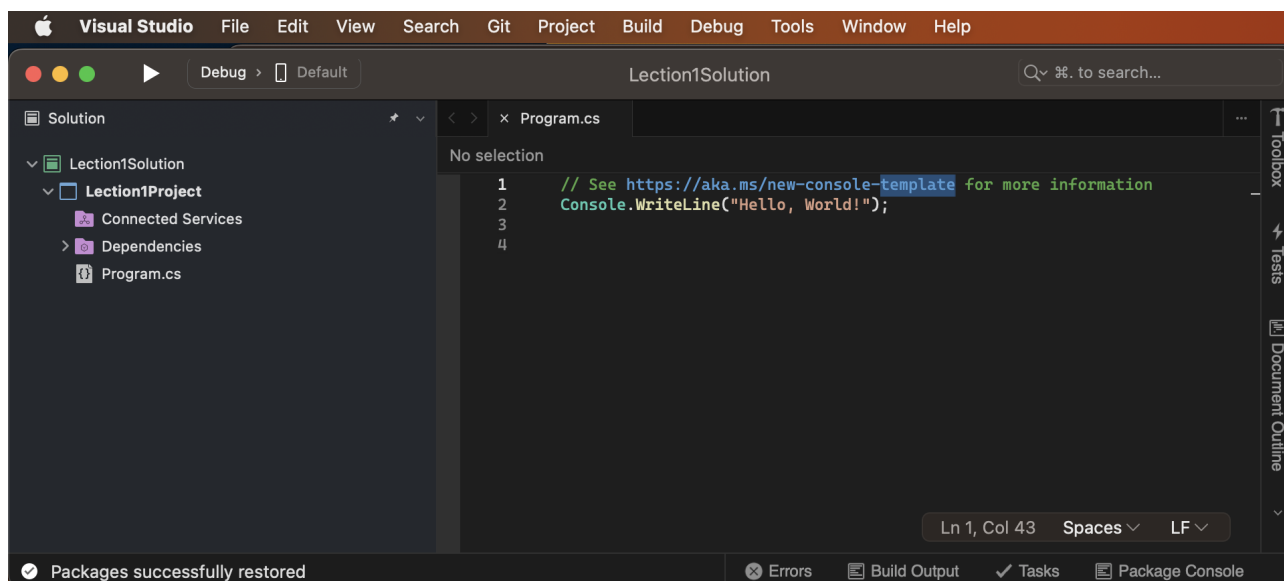 Visual Studio File Edit View Search Git Project Build Debug Tools Window Help
Debug > Default
Lection1Solution
⌘. to search...
Solution
Program.cs
Lection1Solution
No selection
Lection1Project
1 // See https://aka.ms/new-console-template for more information
Connected Services
2 Console.WriteLine("Hello, World!");
3
Dependencies
4
Program.cs
Toolbox
Tests
Document Outline
Ln 1, Col 43 Spaces LF
Packages successfully restored
Errors Build Output Tasks Package Console